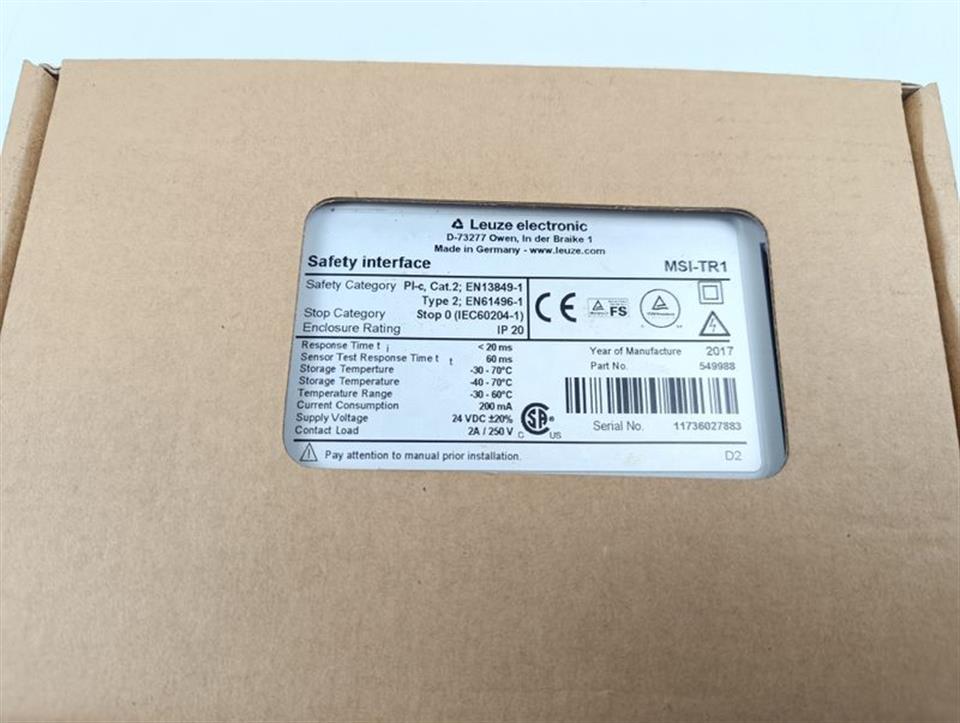 Leuze electronic
D-73277 Owen, In der Braike 1
Made in Germany - www.leuze.com
Safety interface MSI-TR1
Safety Category Pl-c, Cat.2; EN13849-1
Type 2; EN61496-1
Stop Category Stop 0 (IEC60204-1)
Enclosure Rating IP 20
CE
FS
Response Time t i < 20 ms
Sensor Test Response Time t t 60 ms
Storage Temperture -30 - 70°C
Storage Temperature -40 - 70°C
Temperature Range -30 - 60°C
Current Consumption 200 mA
Supply Voltage 24 VDC ±20%
Contact Load 2A / 250 V
C SA ® US
Year of Manufacture 2017
Part No. 549988
Serial No. 11736027883
Pay attention to manual prior installation. D2